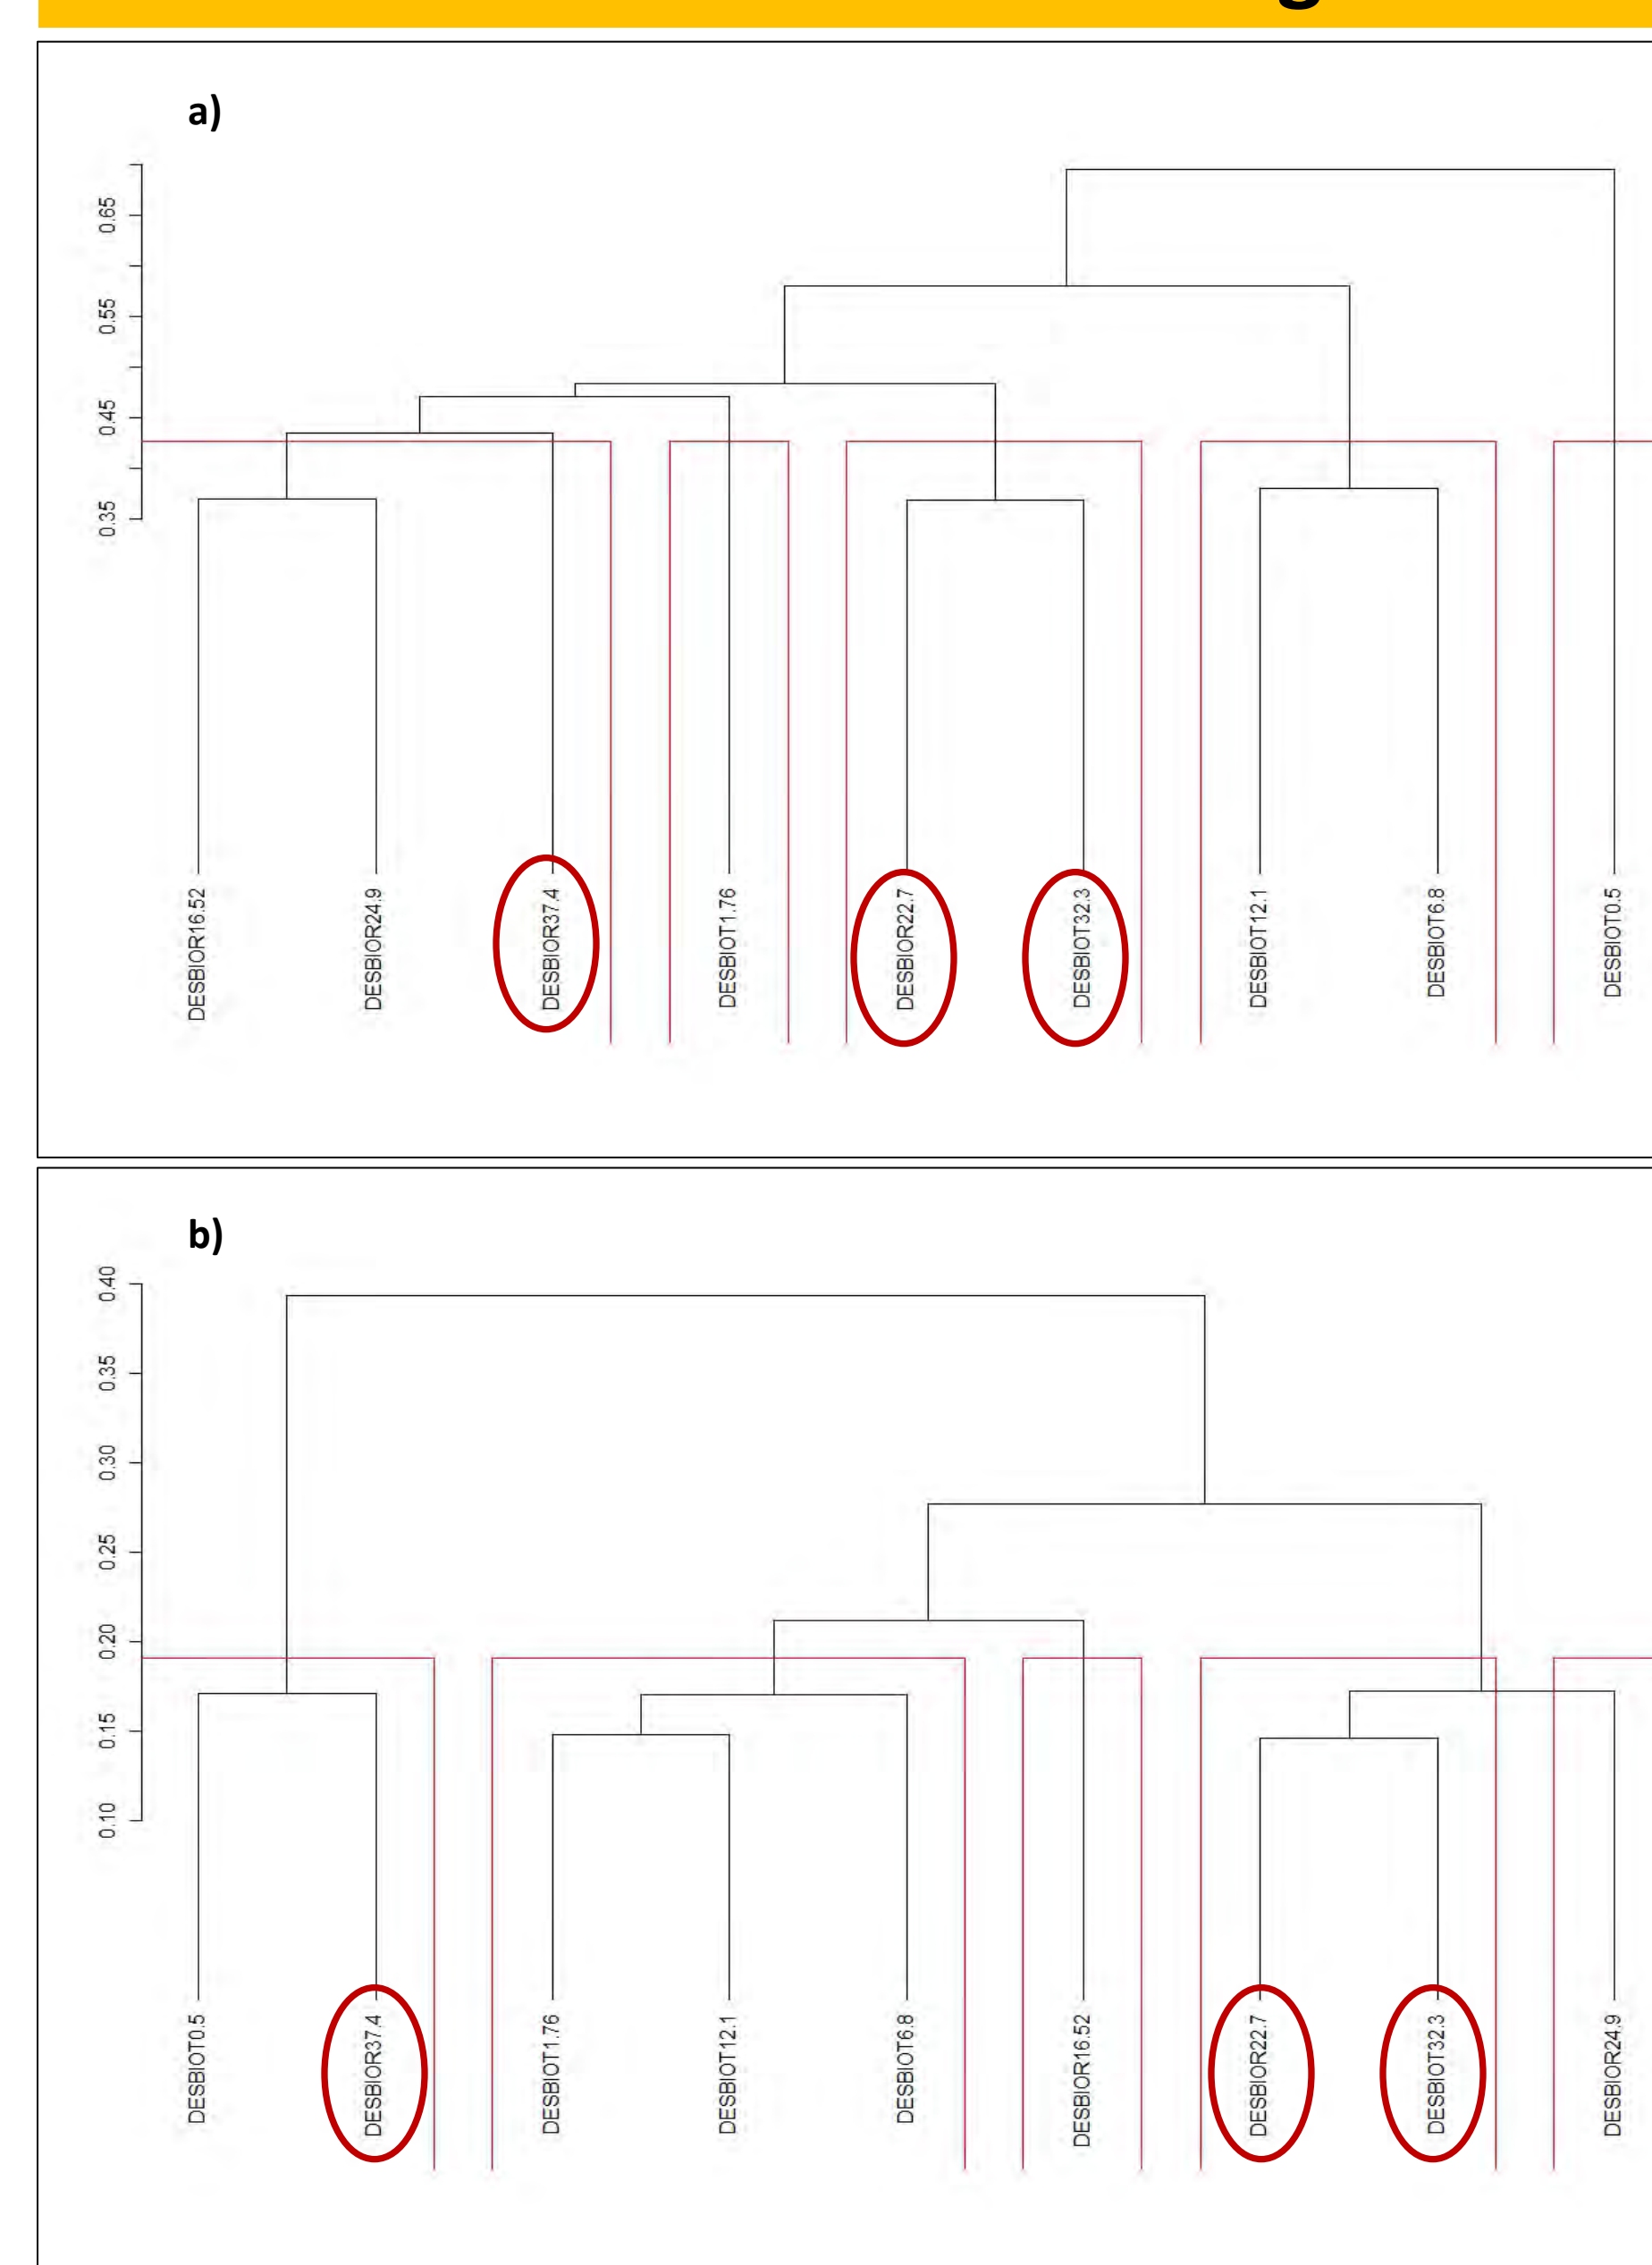 g
a)
0.65
0.55
0.45
0.35
DESBIOR16.52
DESBIOR24.9
DESBIOR37.4
DESBIOT1.76
DESBIOR22.7
DESBIOT32.3
DESBIOT12.1
DESBIOT6.8
DESBIOT0.5
b)
0.40
0.35
0.30
0.25
0.20
0.15
0.10
DESBIOT0.5
DESBIOR37.4
DESBIOT1.76
DESBIOT12.1
DESBIOT6.8
DESBIOR16.52
DESBIOR22.7
DESBIOT32.3
DESBIOR24.9